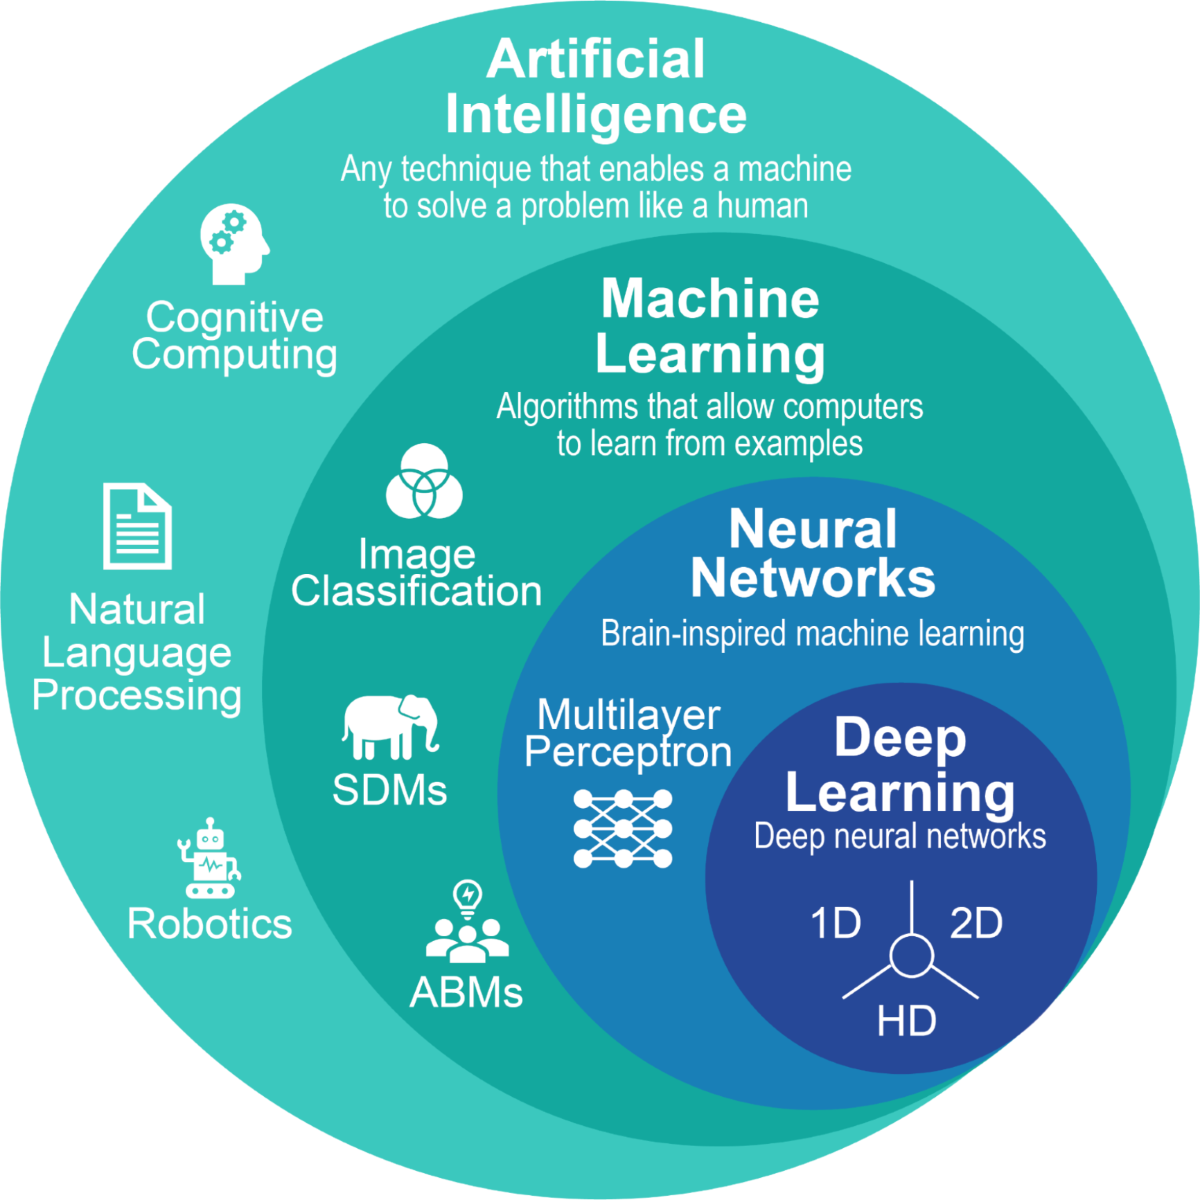 Artificial
Intelligence
Any technique that enables a machine
to solve a problem like a human
Cognitive
Computing
Natural
Language
Processing
Robotics
Machine
Learning
Algorithms that allow computers
to learn from examples
Image
Classification
SDMs
ABMs
Neural
Networks
Brain-inspired machine learning
Multilayer
Perceptron
Deep
Learning
Deep neural networks
1D
2D
HD